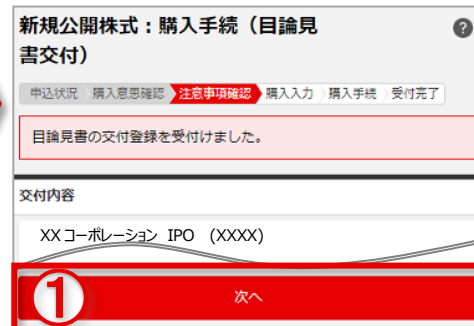 新規公開株式：購入手続（目論見
書交付）
?
申込状況 購入意思確認 注意事項確認 購入入力 購入手続 受付完了
目論見書の交付登録を受付けました。
交付内容
XXコーポレーション IPO (XXXX)
① 次へ